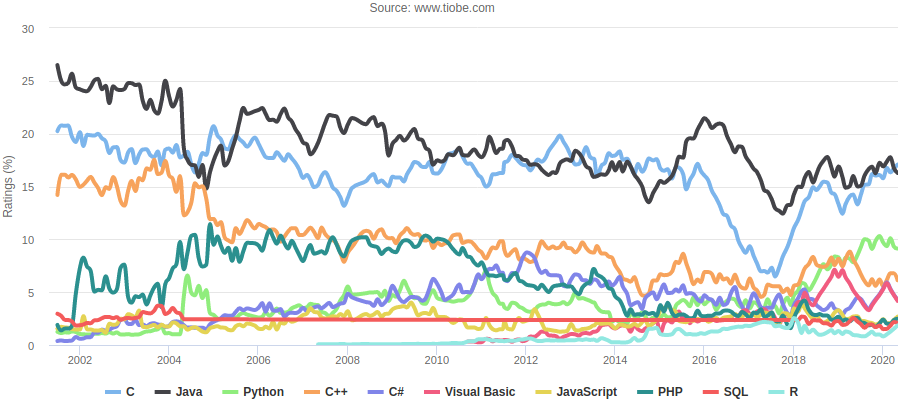 Source: www.tiobe.com
30
25
20
15
10
5
0
Ratings (%)
2002 2004 2006 2008 2010 2012 2014 2016 2018 2020
C Java Python C++ C# Visual Basic JavaScript PHP SQL R